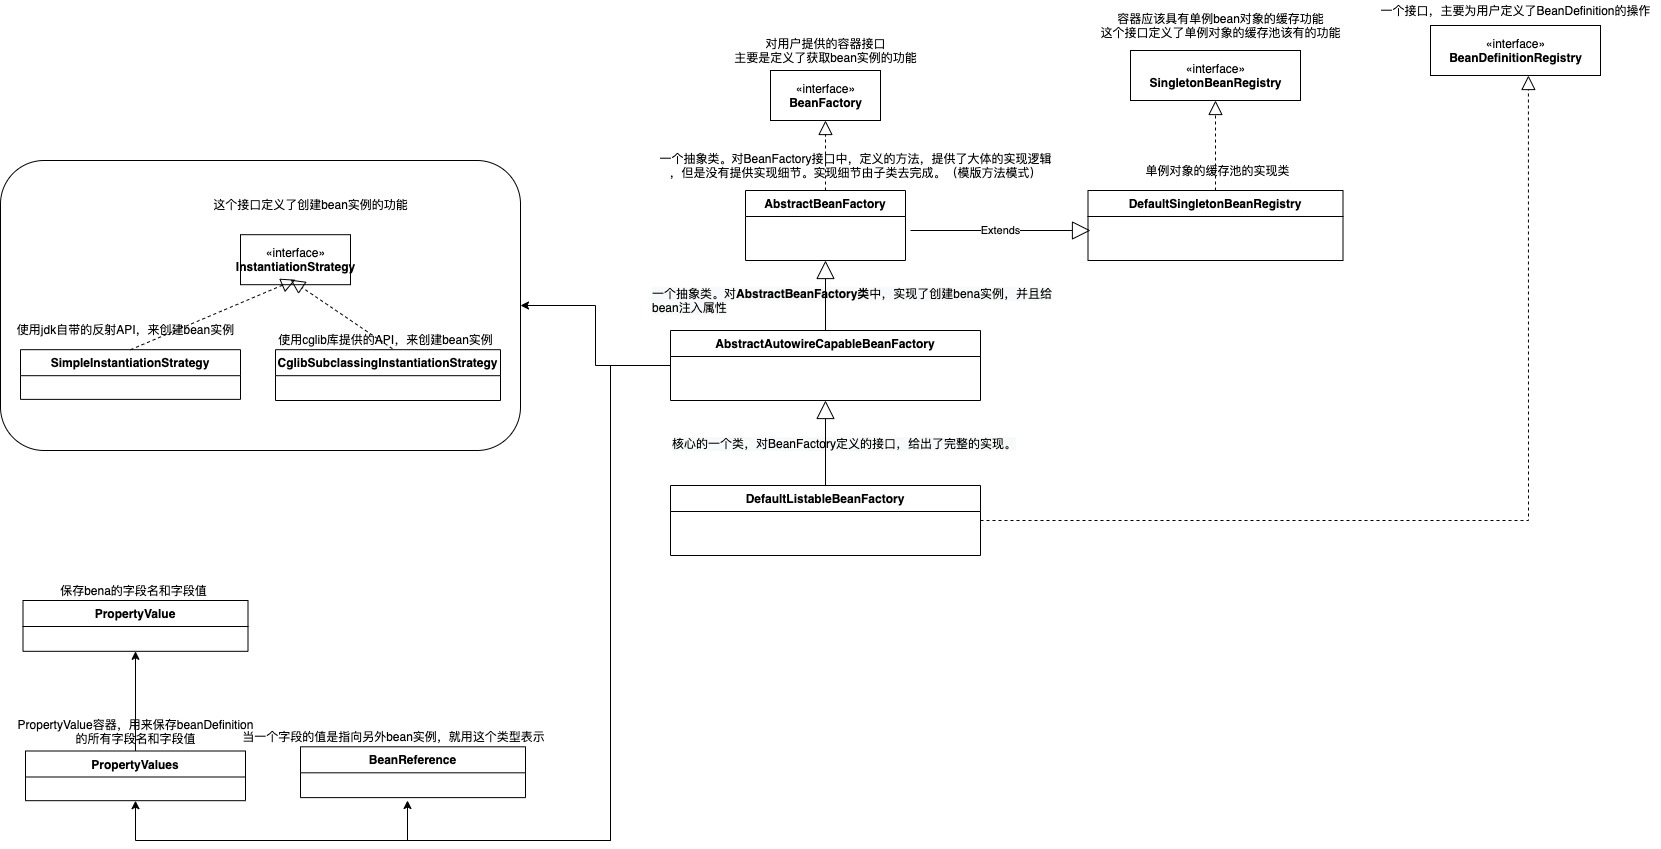 一个接口，主要为用户定义了BeanDefinition的操作
«interface»
BeanDefinitionRegistry
容器应该具有单例bean对象的缓存功能
这个接口定义了单例对象的缓存池该有的功能
«interface»
SingletonBeanRegistry
对用户提供的容器接口
主要是定义了获取bean实例的功能
«interface»
BeanFactory
一个抽象类。对BeanFactory接口中，定义的方法，提供了大体的实现逻辑
，但是没有提供实现细节。实现细节由子类去完成。（模版方法模式）
AbstractBeanFactory
Extends
单例对象的缓存池的实现类
DefaultSingletonBeanRegistry
这个接口定义了创建bean实例的功能
«interface»
InstantiationStrategy
使用jdk自带的反射API，来创建bean实例
SimpleInstantiationStrategy
使用cglib库提供的API，来创建bean实例
CglibSubclassingInstantiationStrategy
一个抽象类。对AbstractBeanFactory类中，实现了创建bena实例，并且给
bean注入属性
AbstractAutowireCapableBeanFactory
核心的一个类，对BeanFactory定义的接口，给出了完整的实现。
DefaultListableBeanFactory
保存bena的字段名和字段值
PropertyValue
PropertyValue容器，用来保存beanDefinition
的所有字段名和字段值
PropertyValues
当一个字段的值是指向另外bean实例，就用这个类型表示
BeanReference